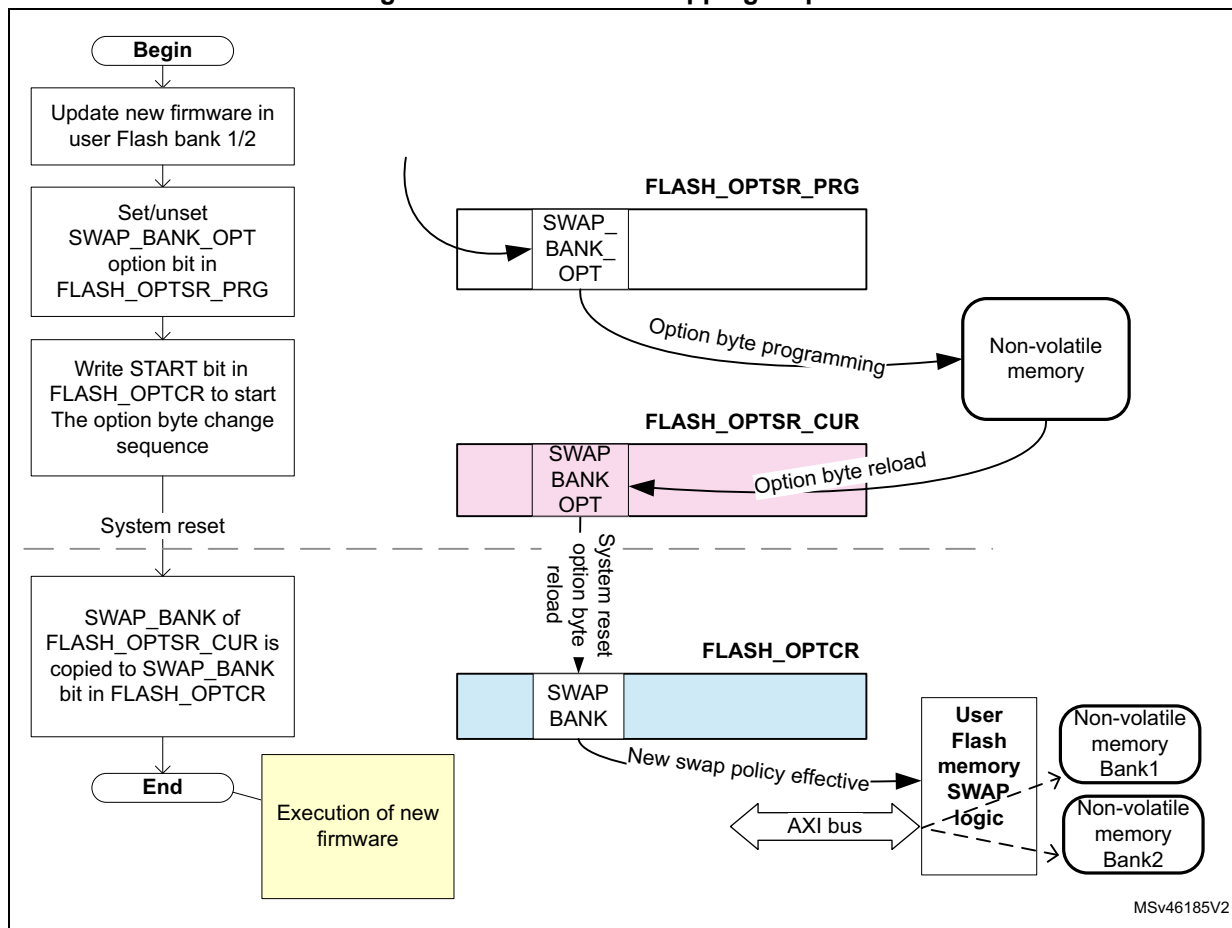 Begin
Update new firmware in
user Flash bank 1/2
Set/unset
SWAP_BANK_OPT
option bit in
FLASH_OPTSR_PRG
Write START bit in
FLASH_OPTCR to start
The option byte change
sequence
System reset
SWAP_BANK of
FLASH_OPTSR_CUR is
copied to SWAP_BANK
bit in FLASH_OPTCR
End
Execution of new
firmware
FLASH_OPTSR_PRG
SWAP_
BANK_
OPT
Option byte programming
Non-volatile
memory
FLASH_OPTSR_CUR
SWAP
BANK
OPT
Option byte reload
System reset
option byte
reload
FLASH_OPTCR
SWAP
BANK
New swap policy effective
AXI bus
User
Flash
memory
SWAP
logic
Non-volatile
memory
Bank1
Non-volatile
memory
Bank2
MSv46185V2